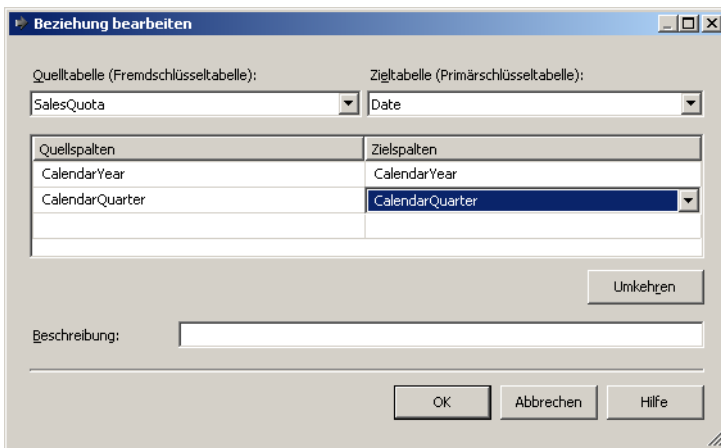 Beziehung bearbeiten
Quelltabelle (Fremdschlüsseltabelle): Zieltabelle (Primärschlüsseltabelle):
SalesQuota Date
Quellspalten Zielspalten
CalendarYear CalendarYear
CalendarQuarter CalendarQuarter
Umkehren
Beschreibung:
OK Abbrechen Hilfe